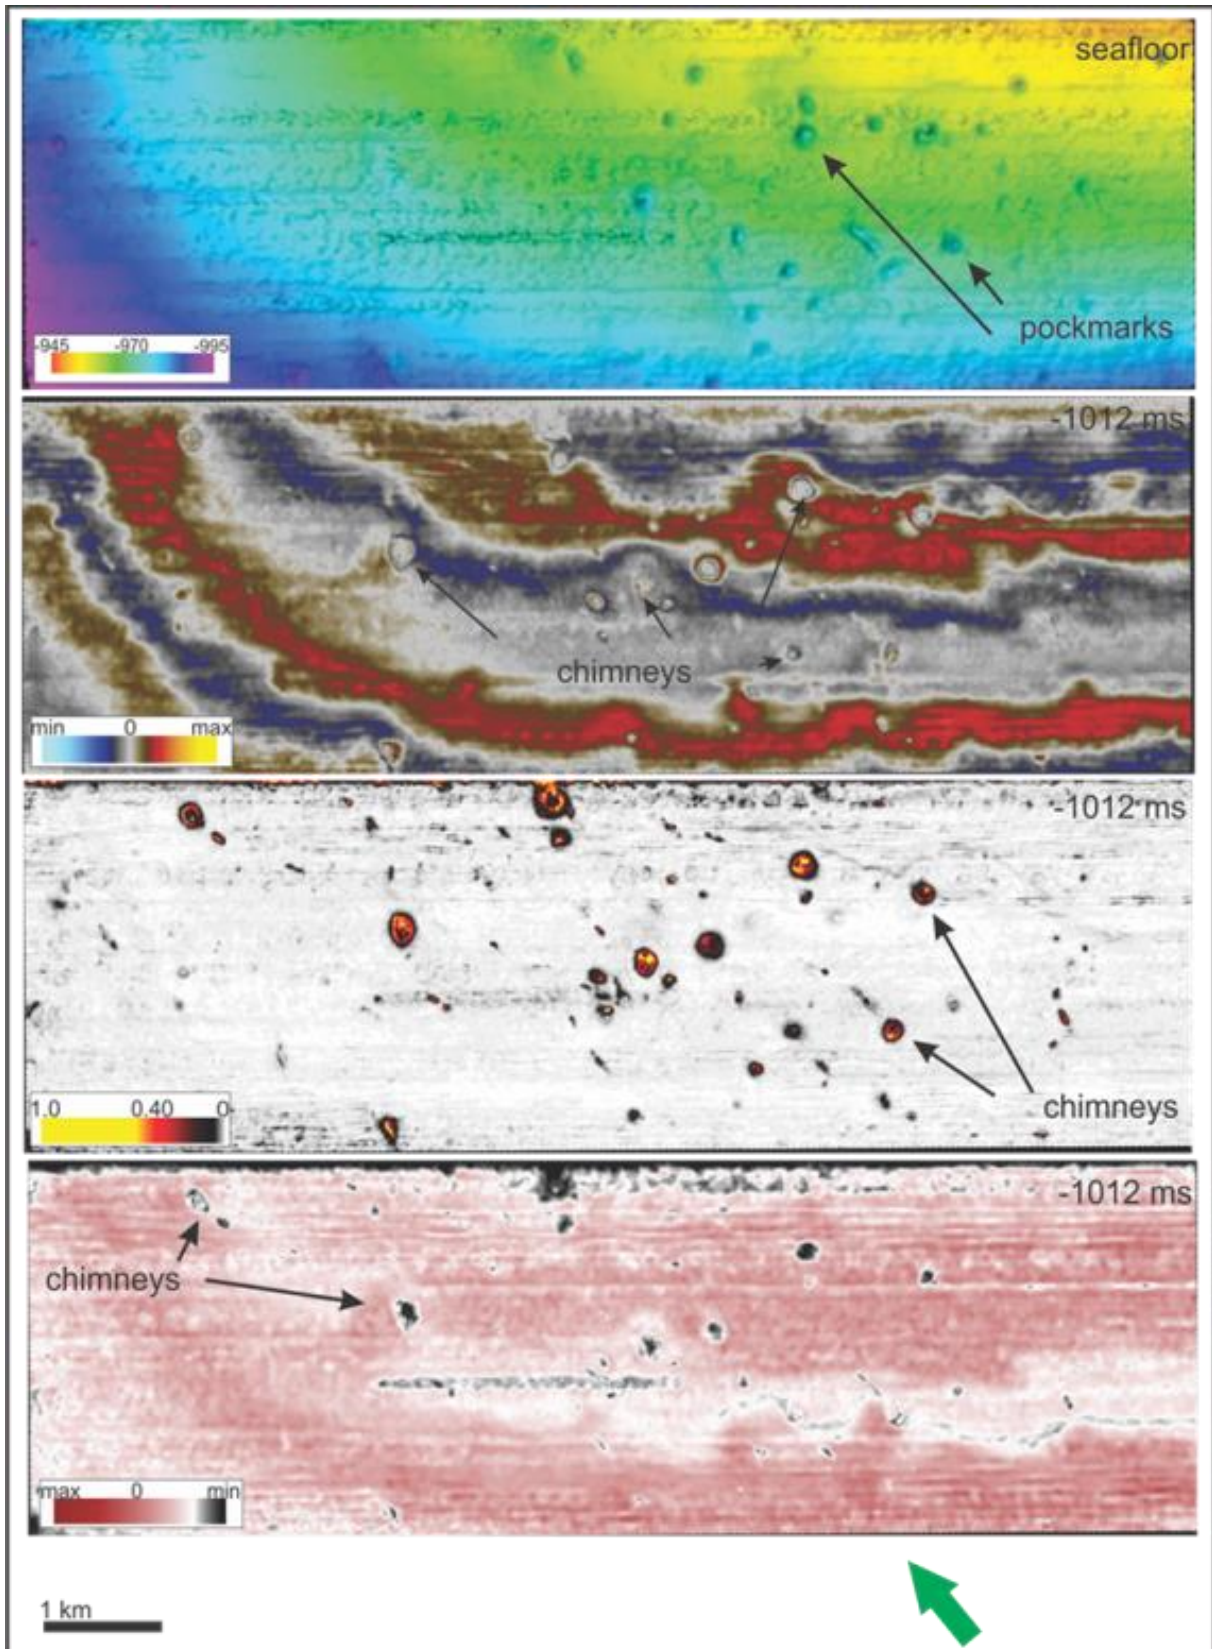 seafloor
pockmarks
-945 -970 -995
-1012 ms
chimneys
min 0 max
-1012 ms
1.0 0.40 0
chimneys
-1012 ms
chimneys
max 0 min
1 km